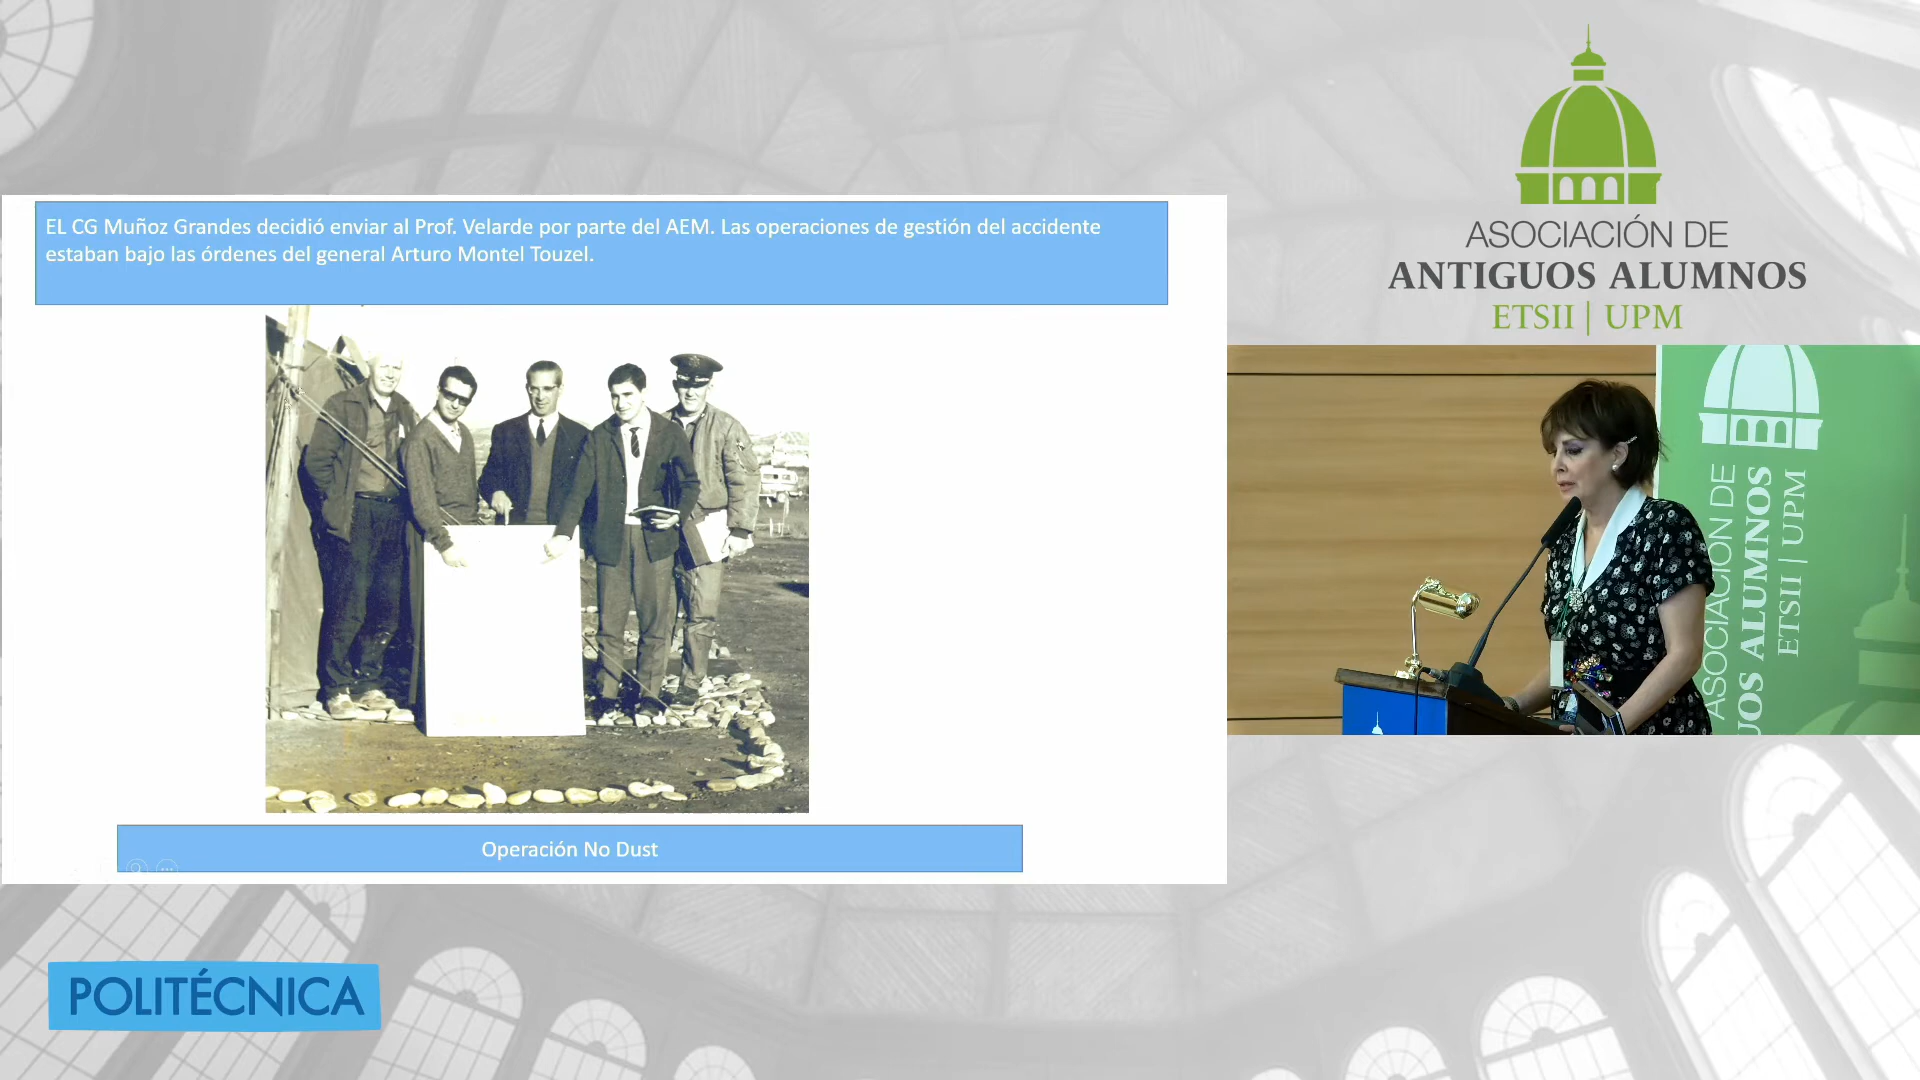 EL CG Muñoz Grandes decidió enviar al Prof. Velarde por parte del AEM. Las operaciones de gestión del accidente
estaban bajo las órdenes del general Arturo Montel Touzel.
Operación No Dust
ASOCIACIÓN DE
ANTIGUOS ALUMNOS
ETSII | UPM
ASOCIACIÓN DE
UOS ALUMNOS
ETSII | UPM
POLITÉCNICA